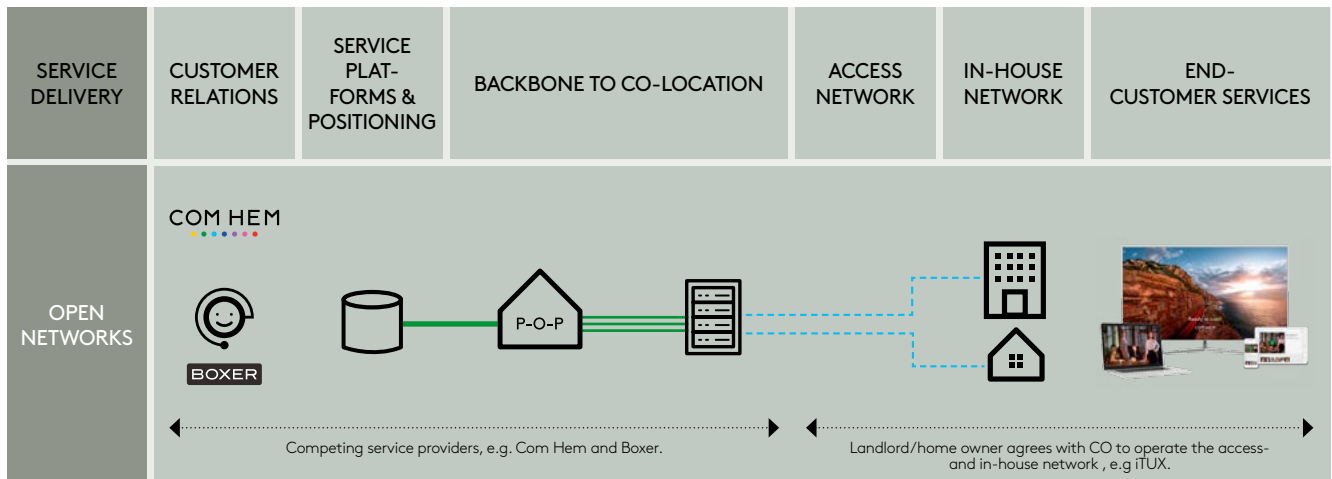 SERVICE
DELIVERY
CUSTOMER
RELATIONS
SERVICE
PLAT-
FORMS &
POSITIONING
BACKBONE TO CO-LOCATION
ACCESS
NETWORK
IN-HOUSE
NETWORK
END-
CUSTOMER SERVICES
OPEN
NETWORKS
COM HEM
BOXER
P-O-P
Competing service providers, e.g. Com Hem and Boxer.
Landlord/home owner agrees with CO to operate the access-
and in-house network , e.g iTUX.